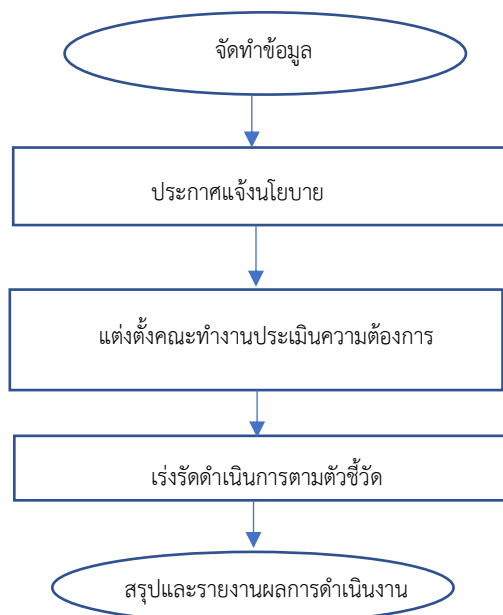 จัดทำข้อมูล
ประกาศแจ้งนโยบาย
แต่งตั้งคณะทำงานประเมินความต้องการ
เร่งรัดดำเนินการตามตัวชี้วัด
สรุปและรายงานผลการดำเนินงาน